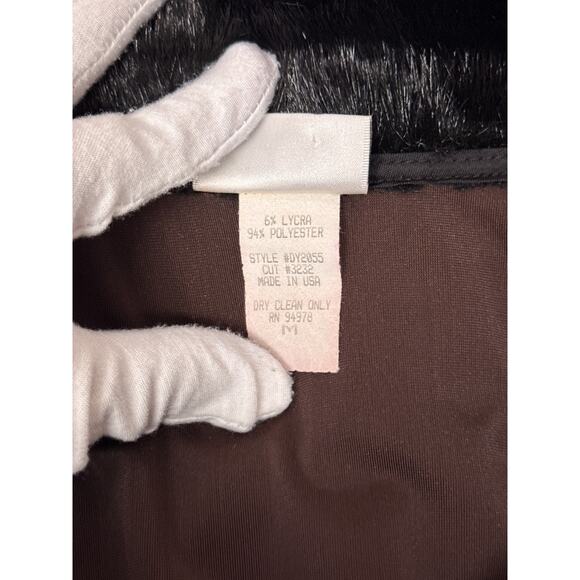 6% LYCRA
94% POLYESTER
STYLE #DY2055
CUT #3232
MADE IN USA
DRY CLEAN ONLY
RN 94978
M